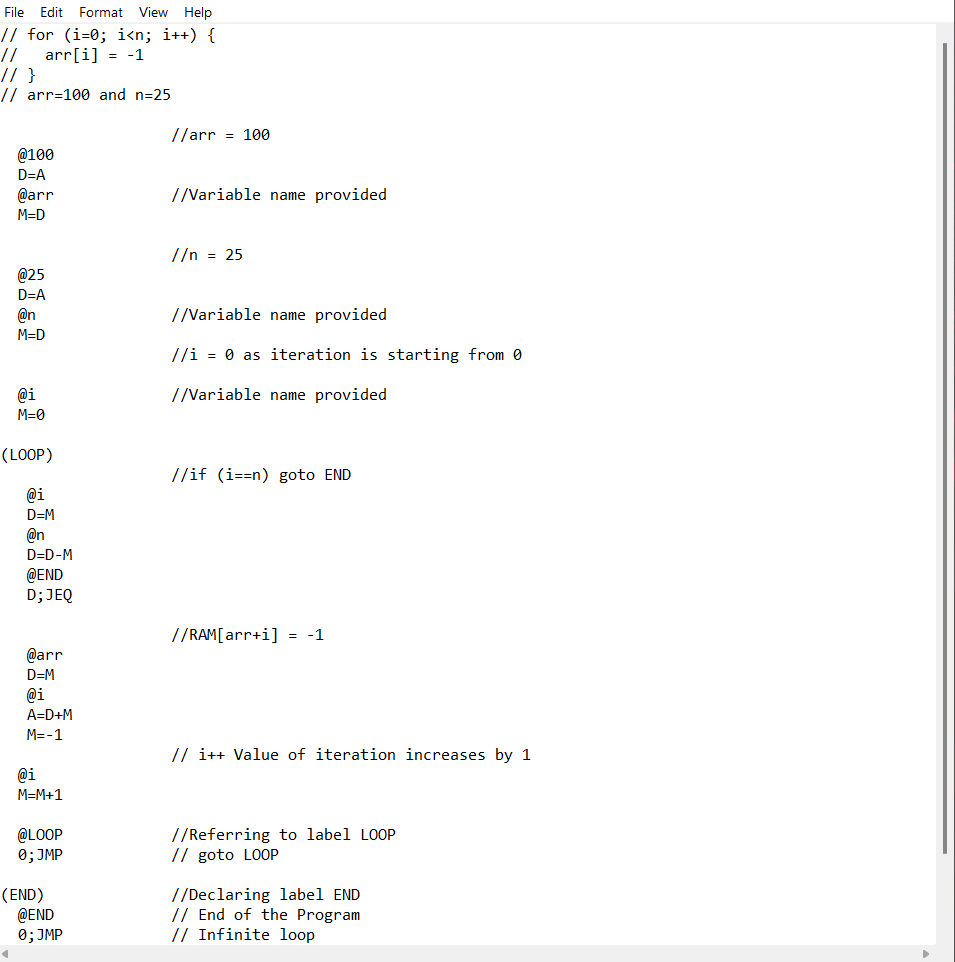 File Edit Format View Help
// for (i=0; i<n; i++) {
//   arr[i] = -1
// }
// arr=100 and n=25
//arr = 100
@100
D=A
@arr //Variable name provided
M=D
//n = 25
@25
D=A
@n //Variable name provided
M=D
//i = 0 as iteration is starting from 0
@i //Variable name provided
M=0
(LOOP)
//if (i==n) goto END
@i
D=M
@n
D=D-M
@END
D;JEQ
//RAM[arr+i] = -1
@arr
D=M
@i
A=D+M
M=-1
// i++ Value of iteration increases by 1
@i
M=M+1
@LOOP //Referring to label LOOP
0;JMP // goto LOOP
(END) //Declaring label END
@END // End of the Program
0;JMP // Infinite loop